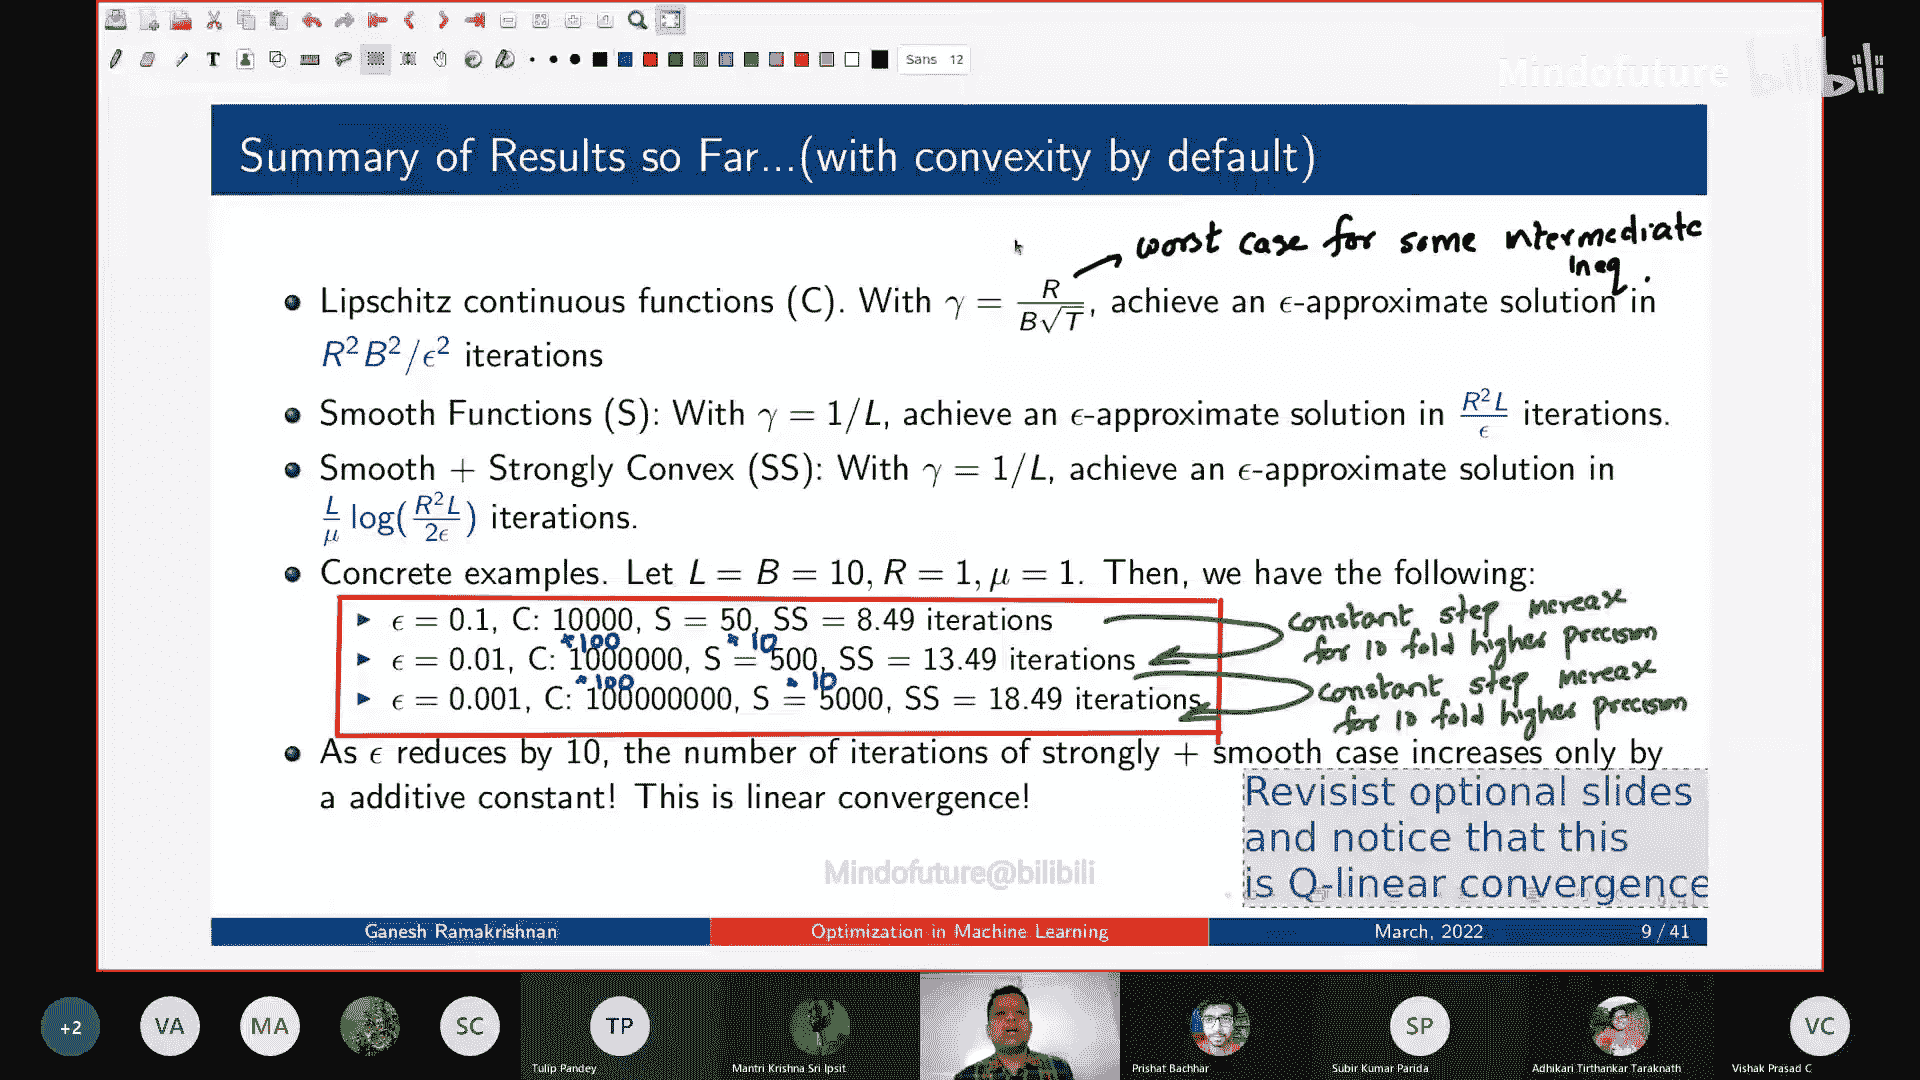 Sans 12
Mindofuture bilibili
Summary of Results so Far...(with convexity by default)
worst case for some ntermediate
Ineq.
Lipschitz continuous functions (C). With γ = R/(B√T), achieve an ϵ-approximate solution in
R²B²/ϵ² iterations
Smooth Functions (S): With γ = 1/L, achieve an ϵ-approximate solution in R²L/ϵ iterations.
Smooth + Strongly Convex (SS): With γ = 1/L, achieve an ϵ-approximate solution in
L/μ log(R²L/2ϵ) iterations.
Concrete examples. Let L = B = 10, R = 1, μ = 1. Then, we have the following:
ϵ = 0.1, C: 10000, S = 50, SS = 8.49 iterations
*100 * 10
ϵ = 0.01, C: 1000000, S = 500, SS = 13.49 iterations
*100 * 10
ϵ = 0.001, C: 100000000, S = 5000, SS = 18.49 iterations
constant step increase
for 10 fold higher precision
constant step increase
for 10 fold higher precision
As ϵ reduces by 10, the number of iterations of strongly + smooth case increases only by
a additive constant! This is linear convergence!
Revisist optional slides
and notice that this
is Q-linear convergence
Mindofuture@bilibili
Ganesh Ramakrishnan Optimization in Machine Learning March, 2022 9 / 41
+2 VA MA SC TP SP VC
Tulip Pandey Mantri Krishna Sri Ipsit Prishat Bachhar Subir Kumar Parida Adhikari Tirthankar Taraknath Vishak Prasad C